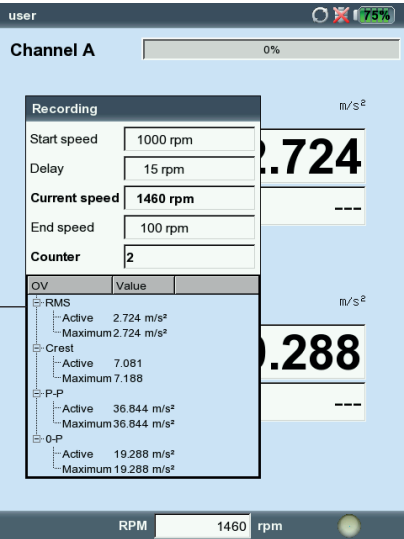 user
75%
Channel A
0%
Recording
m/s²
Start speed 1000 rpm
Delay 15 rpm
.724
Current speed 1460 rpm
---
End speed 100 rpm
Counter 2
OV Value
RMS
m/s²
Active 2.724 m/s²
Maximum 2.724 m/s²
Crest
Active 7.081
.288
Maximum 7.188
P-P
Active 36.844 m/s²
---
Maximum 36.844 m/s²
0-P
Active 19.288 m/s²
Maximum 19.288 m/s²
RPM 1460 rpm